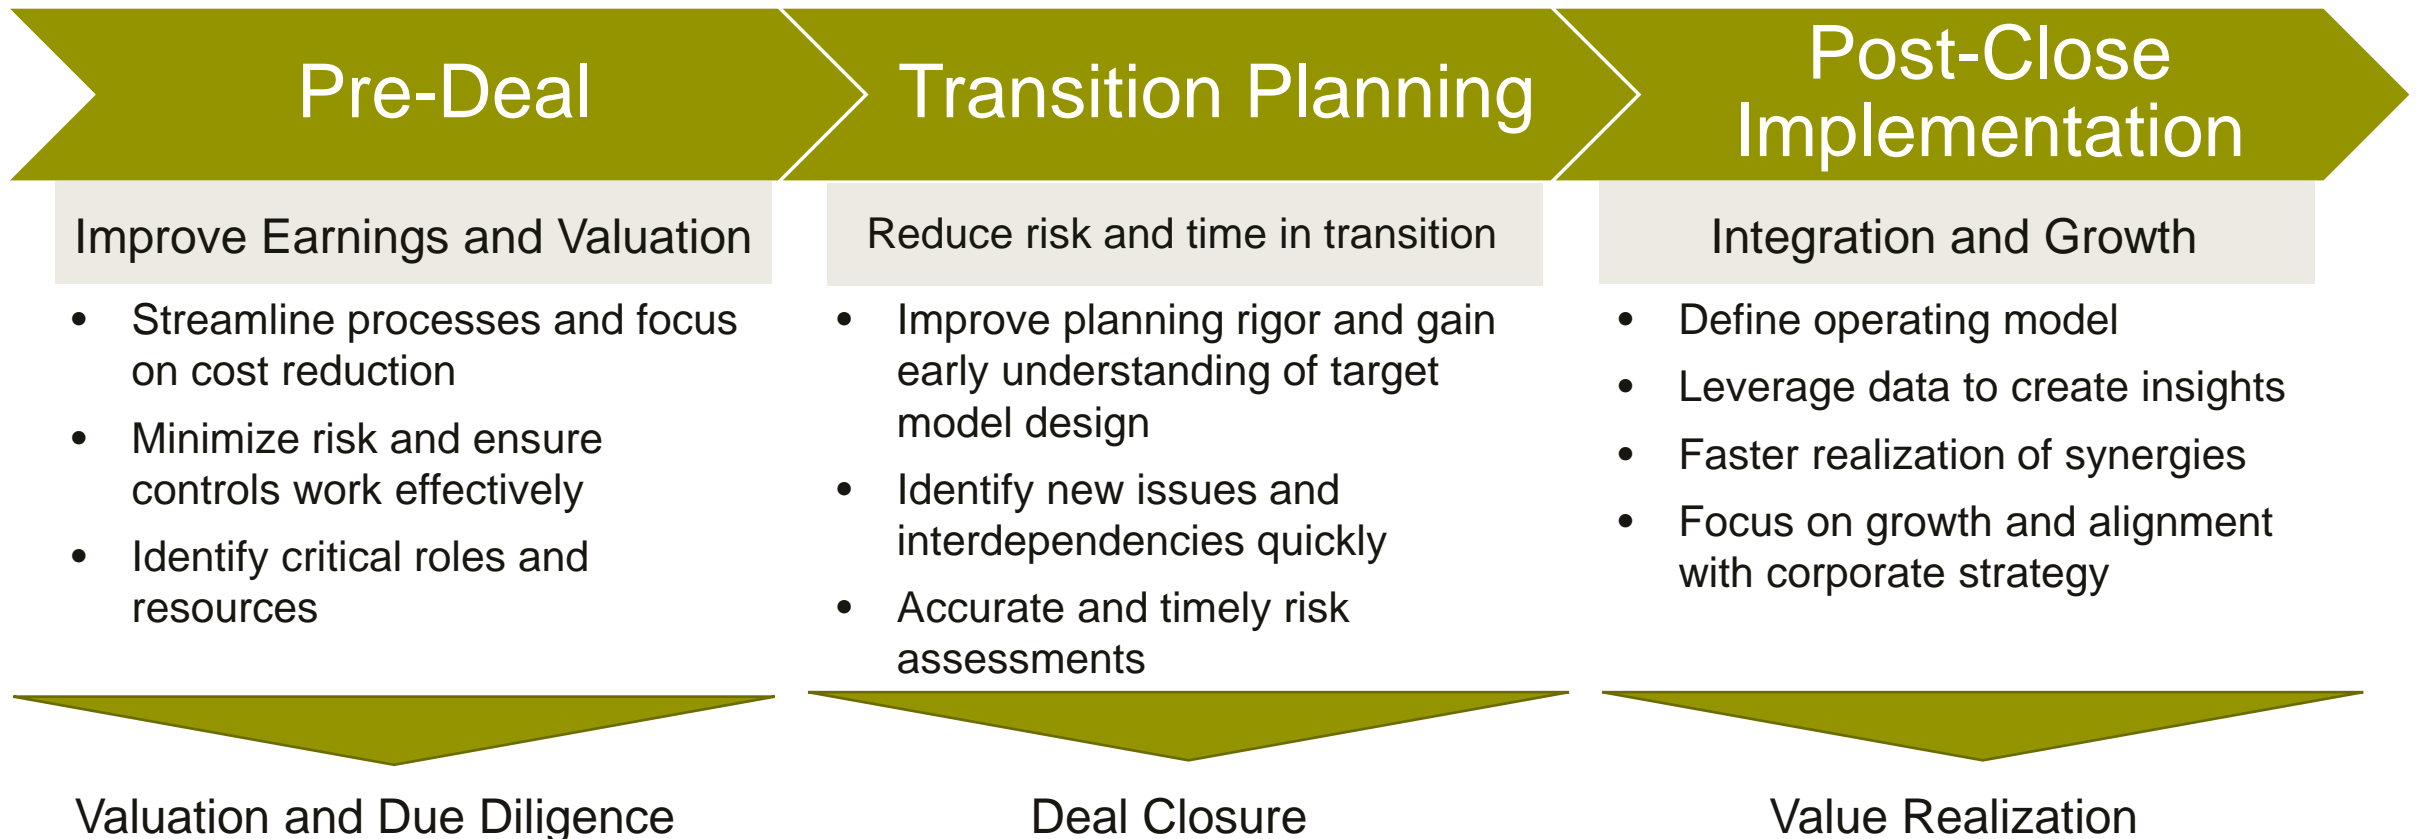 Pre-Deal
Transition Planning
Post-Close
Implementation
Improve Earnings and Valuation
• Streamline processes and focus
on cost reduction
• Minimize risk and ensure
controls work effectively
• Identify critical roles and
resources
Valuation and Due Diligence
Reduce risk and time in transition
• Improve planning rigor and gain
early understanding of target
model design
• Identify new issues and
interdependencies quickly
• Accurate and timely risk
assessments
Deal Closure
Integration and Growth
• Define operating model
• Leverage data to create insights
• Faster realization of synergies
• Focus on growth and alignment
with corporate strategy
Value Realization